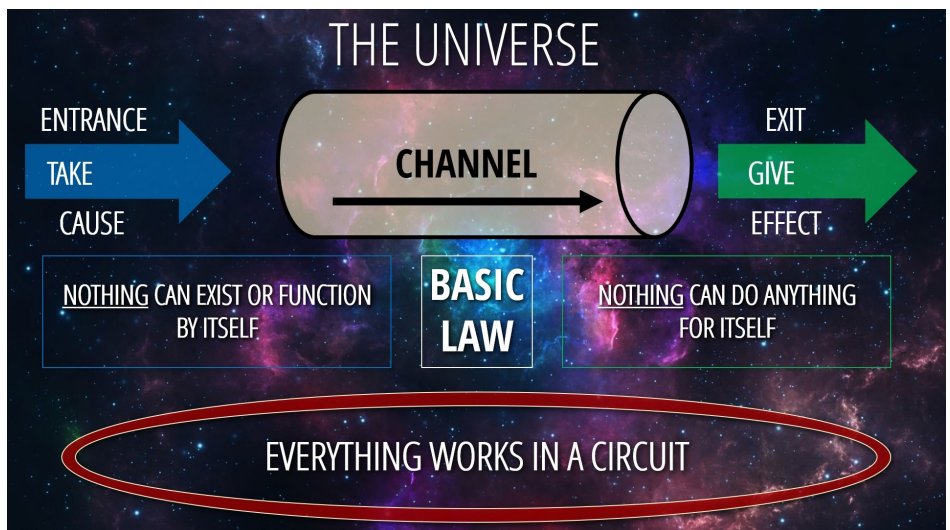 THE UNIVERSE
ENTRANCE
TAKE
CAUSE
CHANNEL
EXIT
GIVE
EFFECT
NOTHING CAN EXIST OR FUNCTION
BY ITSELF
BASIC
LAW
NOTHING CAN DO ANYTHING
FOR ITSELF
EVERYTHING WORKS IN A CIRCUIT